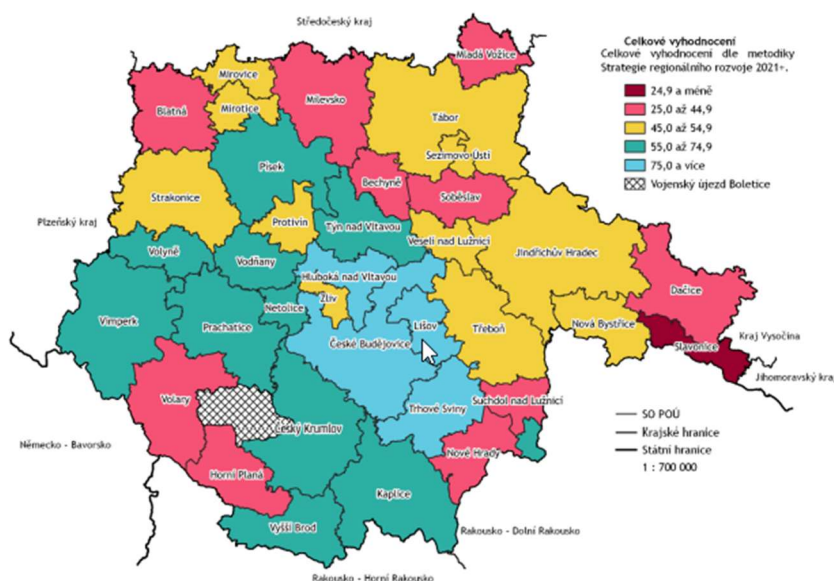 Středočeský kraj
Celkové vyhodnocení
Celkové vyhodnocení dle metodiky
Strategie regionálního rozvoje 2021+.
24,9 a méně
25,0 až 44,9
45,0 až 54,9
55,0 až 74,9
75,0 a více
Vojenský újezd Boletice
Mladá Vožice
Mirovice
Milevsko
Mirotice
Blatná
Tábor
Sezimovo Ústí
Písek
Bechyně
Soběslav
Strakonice
Plzeňský kraj
Protivín
Týn nad Vltavou
Veselí nad Lužnicí
Jindřichův Hradec
Volyně
Vodňany
Hluboká nad Vltavou
Dačice
Zliv
Netolice
Vimperk
Prachatice
Lišov
Třeboň
Nová Bystřice
České Budějovice
Slavonice
Kraj Vysočina
Jihomoravský kraj
Volary
Trhové Sviny
Suchdol nad Lužnicí
Český Krumlov
Německo - Bavorsko
Nové Hrady
Horní Planá
Kaplice
Vyšší Brod
SO POÚ
Krajské hranice
Státní hranice
1 : 700 000
Rakousko - Dolní Rakousko
Rakousko - Horní Rakousko